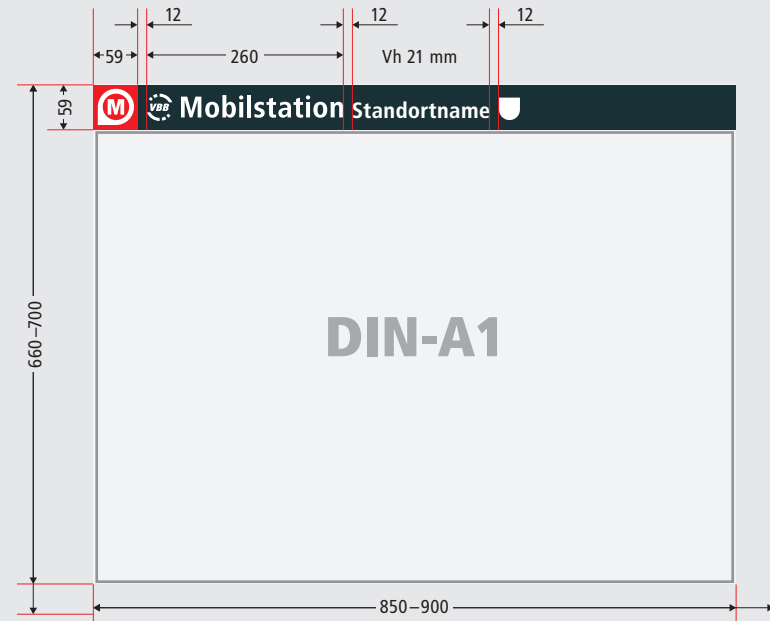 12 12 12
59 260 Vh 21 mm
59
M VBB Mobilstation Standortname
DIN-A1
660–700
850–900